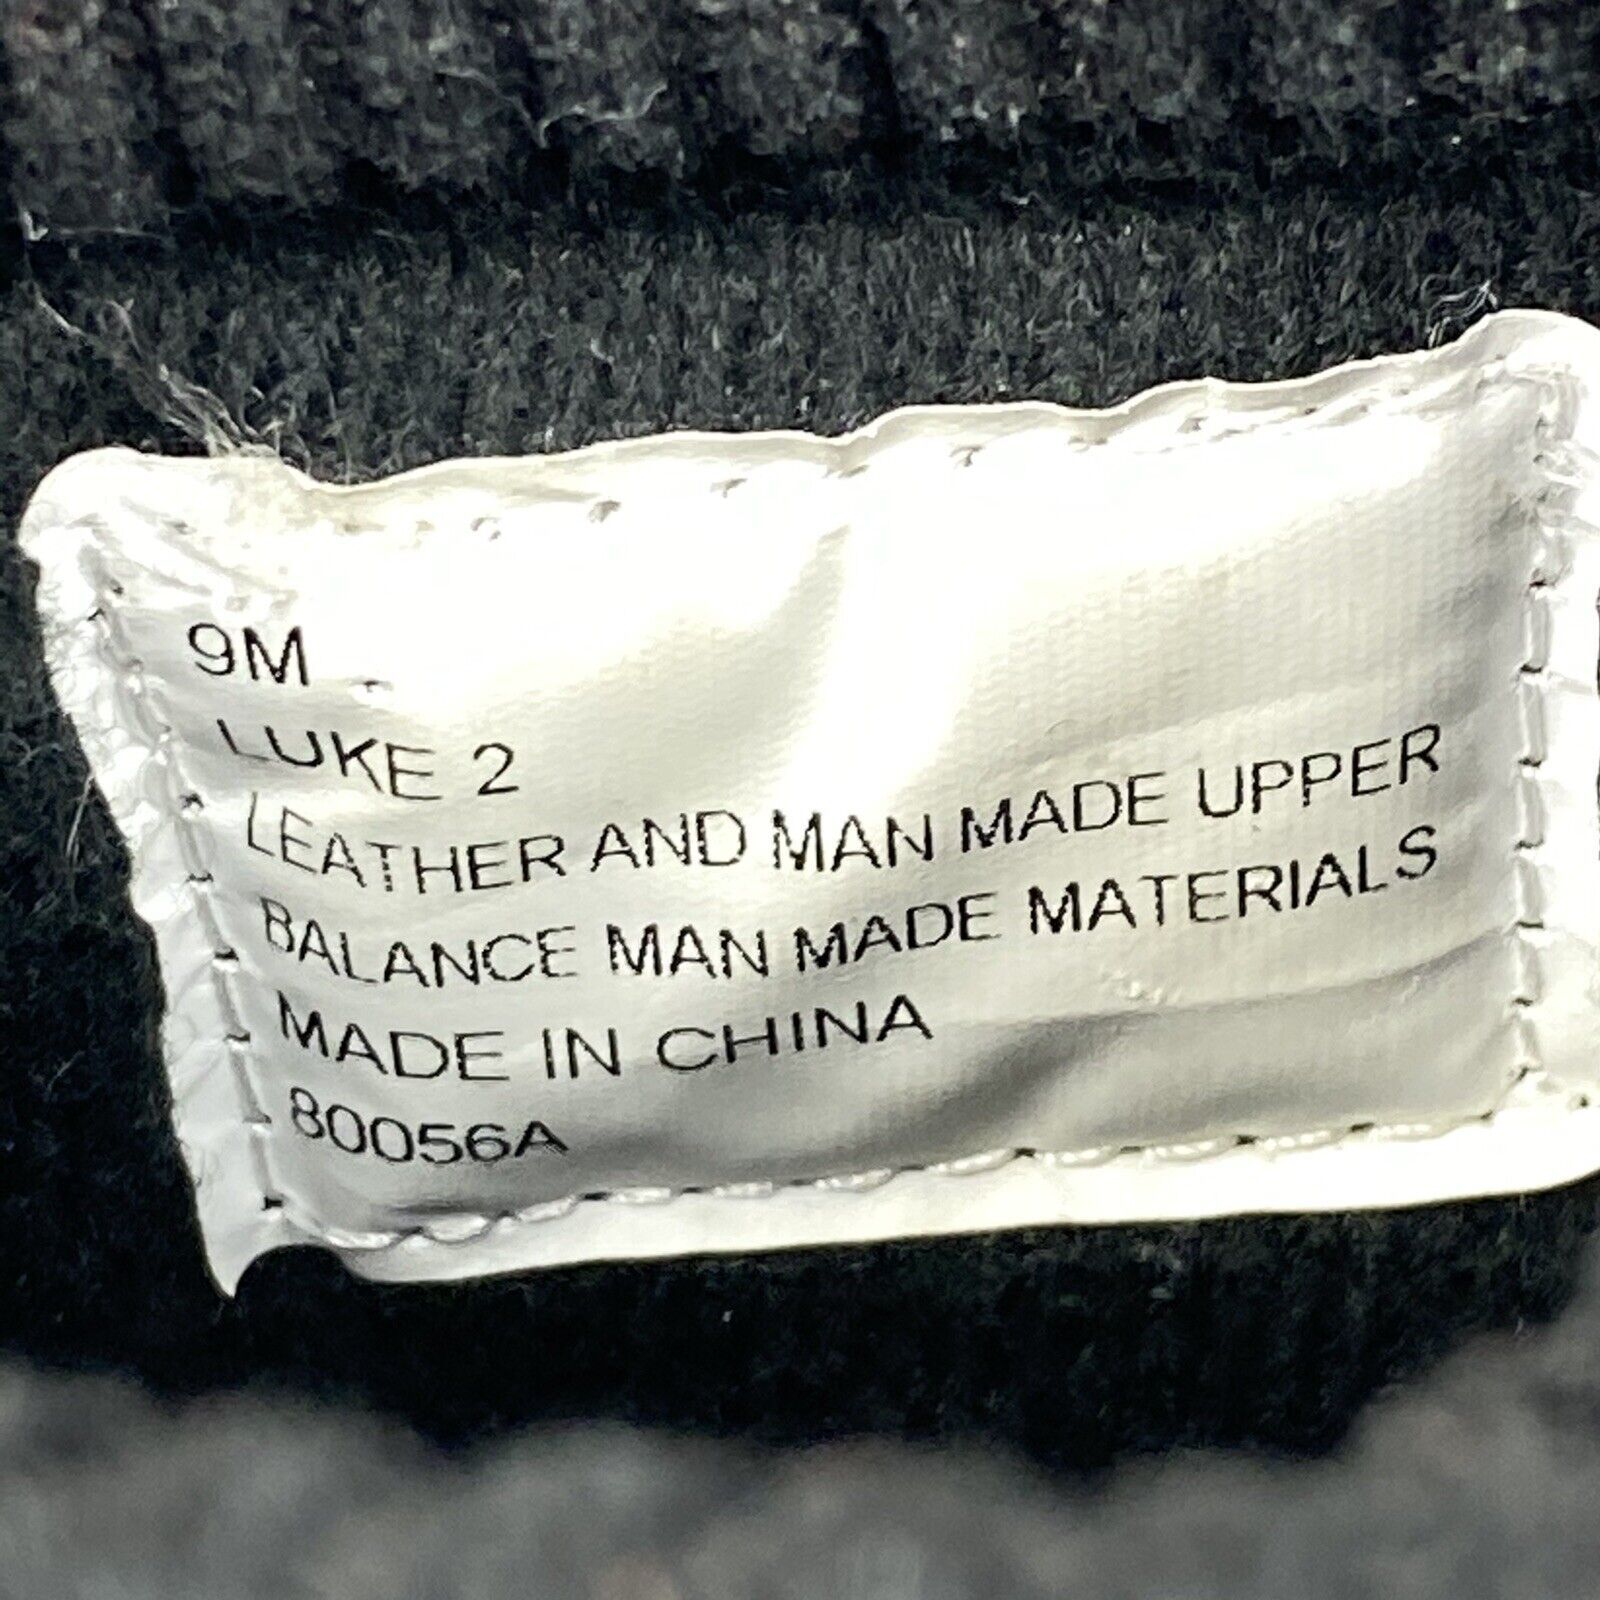 9M
LUKE 2
LEATHER AND MAN MADE UPPER
BALANCE MAN MADE MATERIALS
MADE IN CHINA
80056A